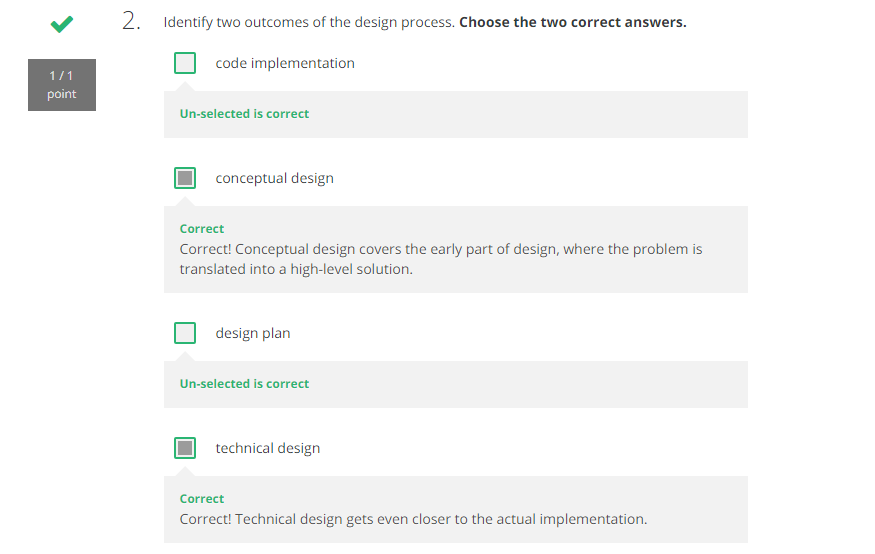 2. Identify two outcomes of the design process. Choose the two correct answers.
1 / 1
point
code implementation
Un-selected is correct
conceptual design
Correct
Correct! Conceptual design covers the early part of design, where the problem is
translated into a high-level solution.
design plan
Un-selected is correct
technical design
Correct
Correct! Technical design gets even closer to the actual implementation.